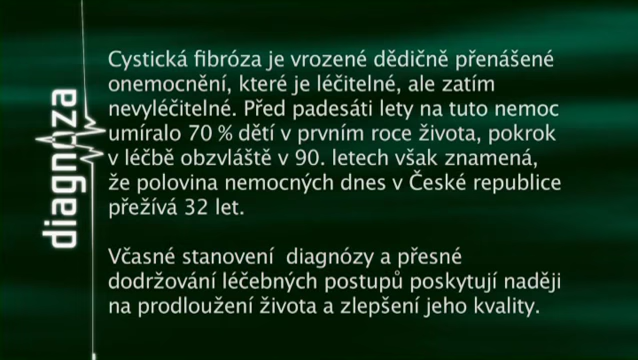 diagnóza
Cystická fibróza je vrozené dědičně přenášené
onemocnění, které je léčitelné, ale zatím
nevyléčitelné. Před padesáti lety na tuto nemoc
umíralo 70 % dětí v prvním roce života, pokrok
v léčbě obzvláště v 90. letech však znamená,
že polovina nemocných dnes v České republice
přežívá 32 let.
Včasné stanovení  diagnózy a přesné
dodržování léčebných postupů poskytují naději
na prodloužení života a zlepšení jeho kvality.